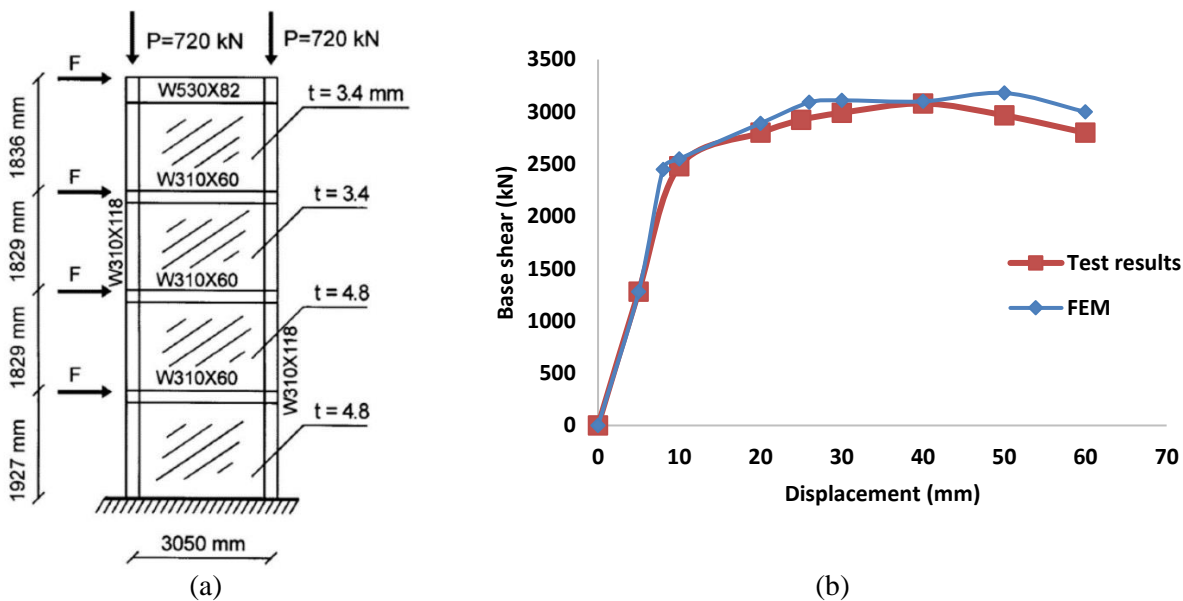 P=720 kN P=720 kN
F
W530X82
t = 3.4 mm
1836 mm
F
W310X60
t = 3.4
W310X118
1829 mm
F
W310X60
t = 4.8
1829 mm
W310X118
F
W310X60
t = 4.8
1927 mm
3050 mm
(a)
3500
3000
2500
2000
1500
1000
500
0
Base shear (kN)
0 10 20 30 40 50 60 70
Displacement (mm)
Test results
FEM
(b)